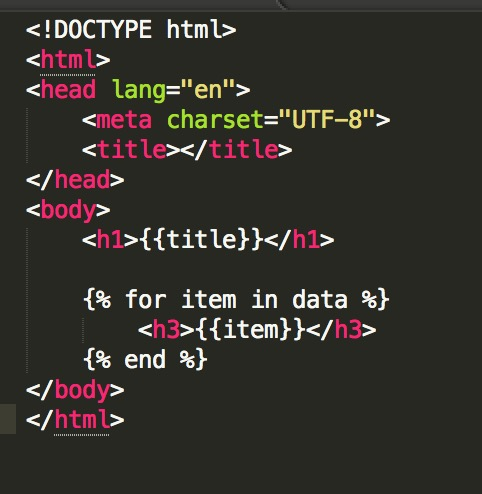 <!DOCTYPE html>
<html>
<head lang="en">
    <meta charset="UTF-8">
    <title></title>
</head>
<body>
    <h1>{{title}}</h1>

    {% for item in data %}
        <h3>{{item}}</h3>
    {% end %}
</body>
</html>